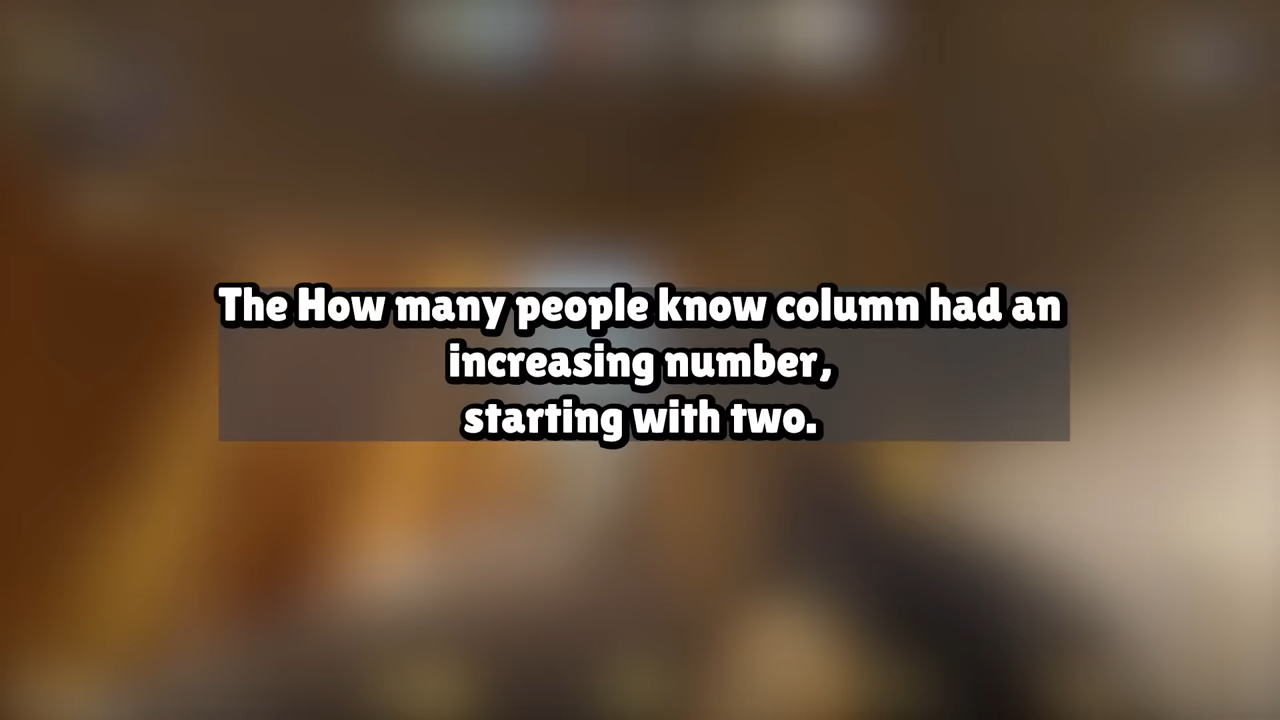 The How many people know column had an
increasing number,
starting with two.